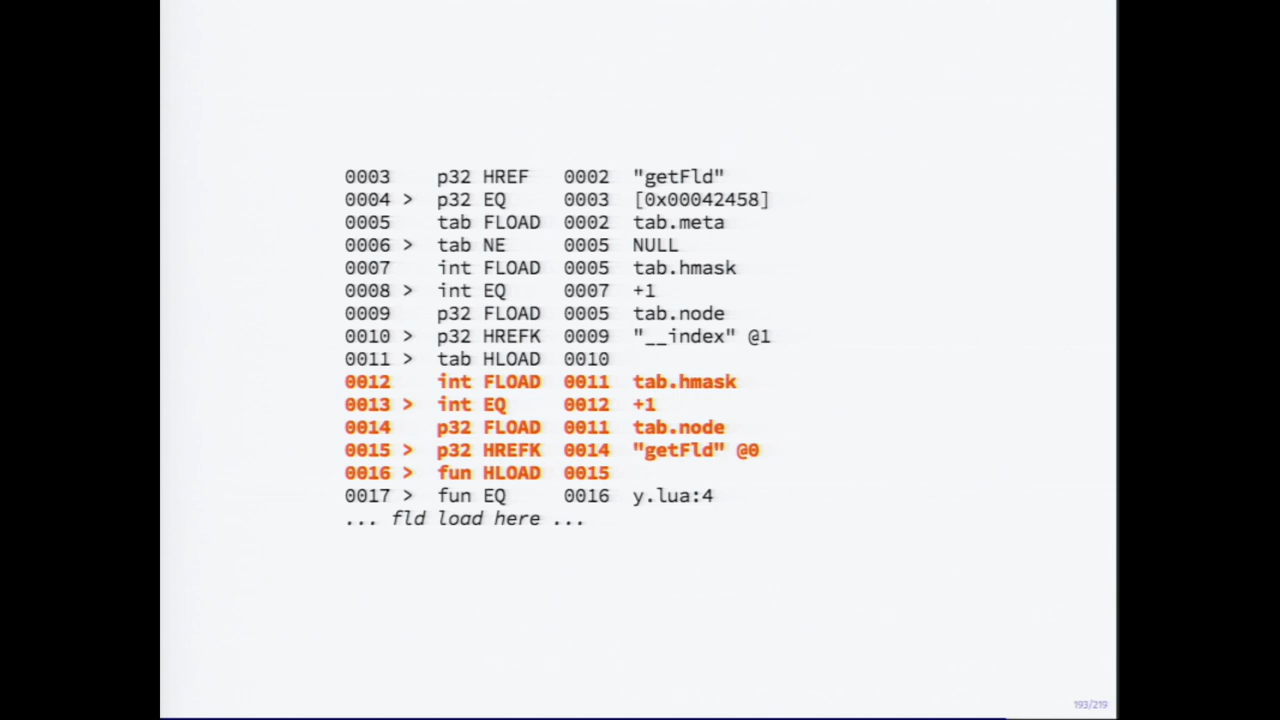 0003 p32 HREF 0002 "getFld"
0004 > p32 EQ 0003 [0x00042458]
0005 tab FLOAD 0002 tab.meta
0006 > tab NE 0005 NULL
0007 int FLOAD 0005 tab.hmask
0008 > int EQ 0007 +1
0009 p32 FLOAD 0005 tab.node
0010 > p32 HREFK 0009 "__index" @1
0011 > tab HLOAD 0010
0012 int FLOAD 0011 tab.hmask
0013 > int EQ 0012 +1
0014 p32 FLOAD 0011 tab.node
0015 > p32 HREFK 0014 "getFld" @0
0016 > fun HLOAD 0015
0017 > fun EQ 0016 y.lua:4
... fld load here ...
193/219